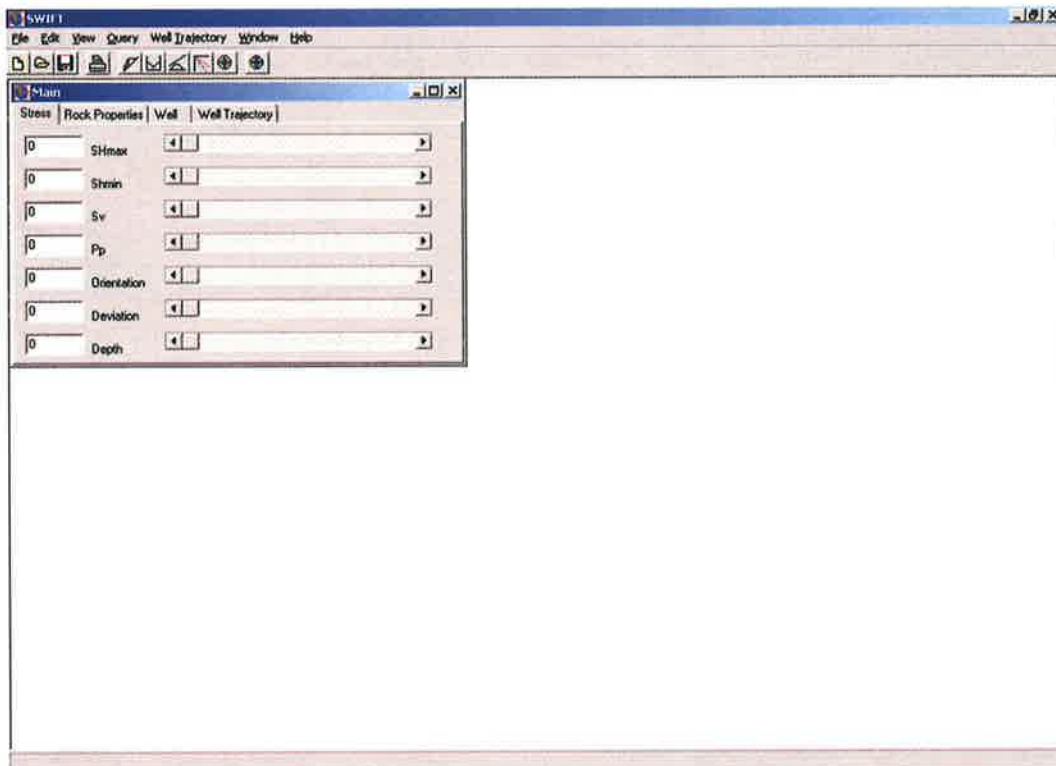 SWIFT
File Edit View Query Well Trajectory Window Help
Main
Stress Rock Properties Well Well Trajectory
0 SHmax
0 Shmin
0 Sv
0 Pp
0 Orientation
0 Deviation
0 Depth